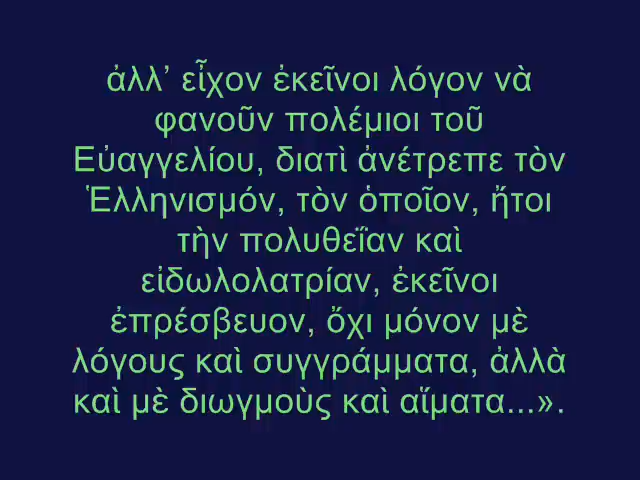 ἀλλ’ εἶχον ἐκεῖνοι λόγον νὰ
φανοῦν πολέμιοι τοῦ
Εὐαγγελίου, διατὶ ἀνέτρεπε τὸν
Ἑλληνισμόν, τὸν ὁποῖον, ἤτοι
τὴν πολυθεΐαν καὶ
εἰδωλολατρίαν, ἐκεῖνοι
ἐπρέσβευον, ὄχι μόνον μὲ
λόγους καὶ συγγράμματα, ἀλλὰ
καὶ μὲ διωγμοὺς καὶ αἵματα...».